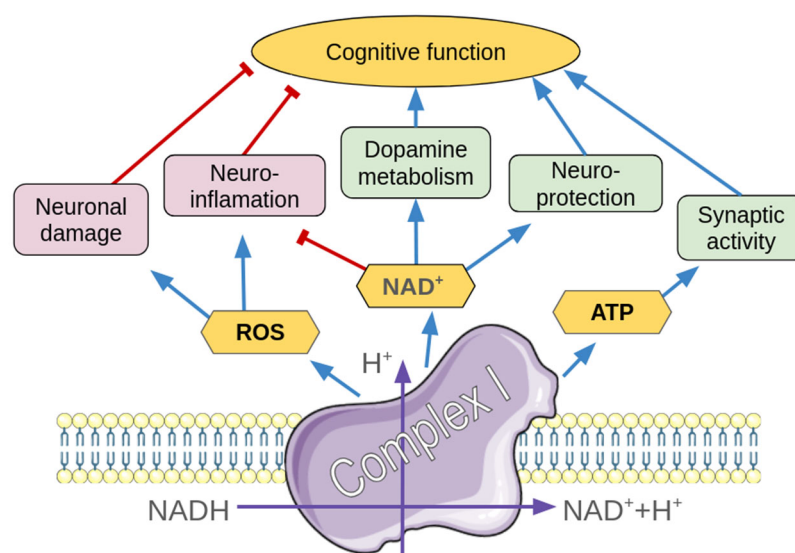 Cognitive function
Dopamine
metabolism
Neuro-
inflamation
Neuro-
protection
Neuronal
damage
Synaptic
activity
NAD⁺
ROS
ATP
H⁺
Complex I
NADH
NAD⁺+H⁺